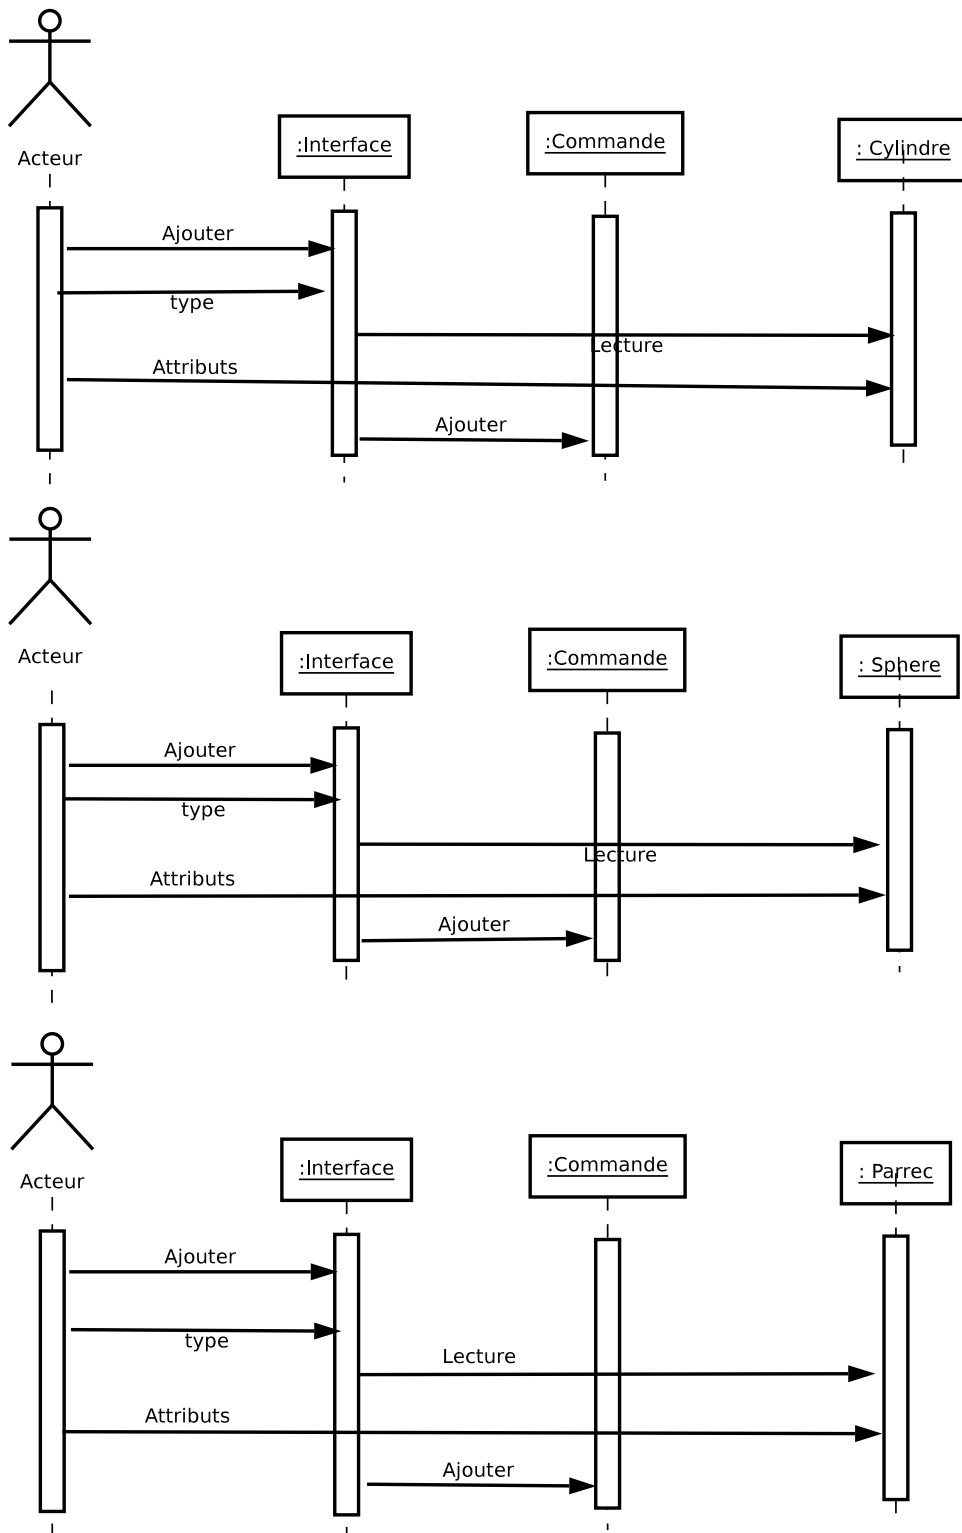 Acteur
:Interface
:Commande
: Cylindre
Ajouter
type
Lecture
Attributs
Ajouter
Acteur
:Interface
:Commande
: Sphere
Ajouter
type
Lecture
Attributs
Ajouter
Acteur
:Interface
:Commande
: Parrec
Ajouter
type
Lecture
Attributs
Ajouter